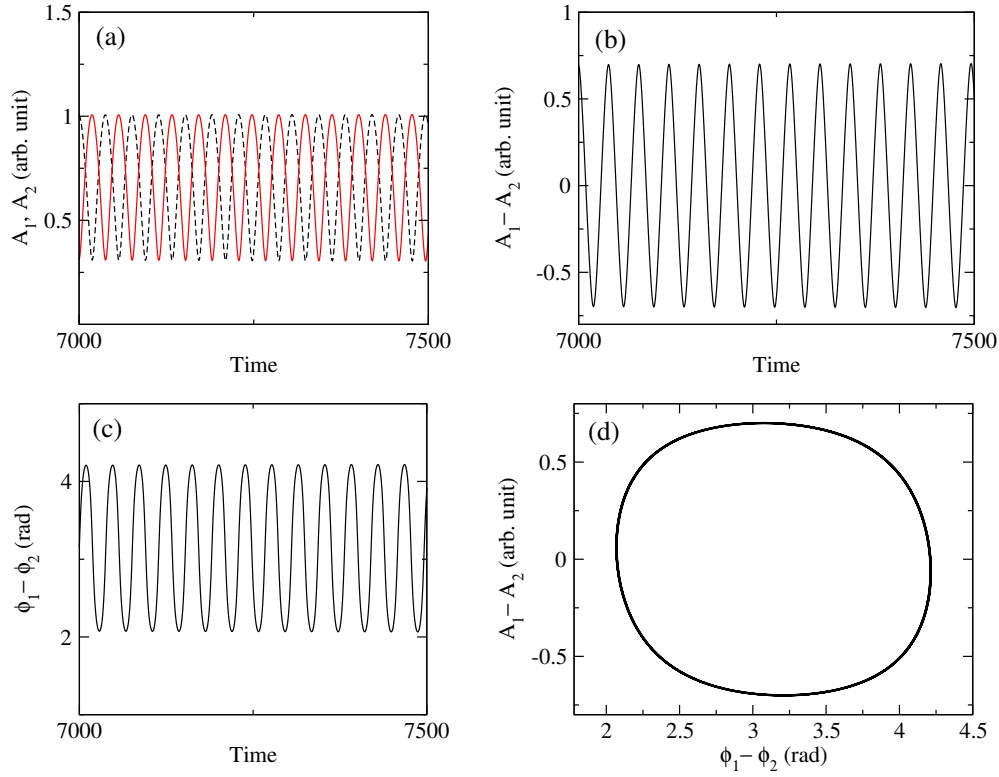 (a)
1.5
1
0.5
A₁, A₂ (arb. unit)
7000 7500
Time
(b)
1
0.5
0
-0.5
A₁− A₂ (arb. unit)
7000 7500
Time
(c)
4
2
ϕ₁− ϕ₂ (rad)
7000 7500
Time
(d)
0.5
0
-0.5
A₁− A₂ (arb. unit)
2 2.5 3 3.5 4 4.5
ϕ₁− ϕ₂ (rad)